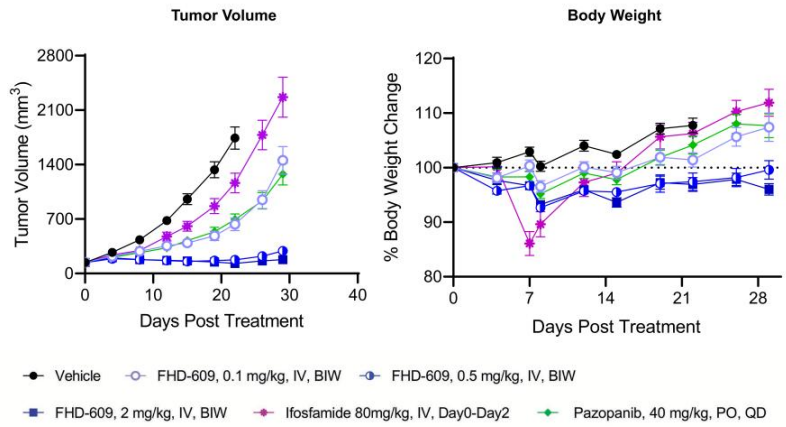 Tumor Volume
Body Weight
Tumor Volume (mm³)
2800
2100
1400
700
0
0 10 20 30 40
Days Post Treatment
% Body Weight Change
120
110
100
90
80
0 7 14 21 28
Days Post Treatment
Vehicle FHD-609, 0.1 mg/kg, IV, BIW FHD-609, 0.5 mg/kg, IV, BIW
FHD-609, 2 mg/kg, IV, BIW Ifosfamide 80mg/kg, IV, Day0-Day2 Pazopanib, 40 mg/kg, PO, QD